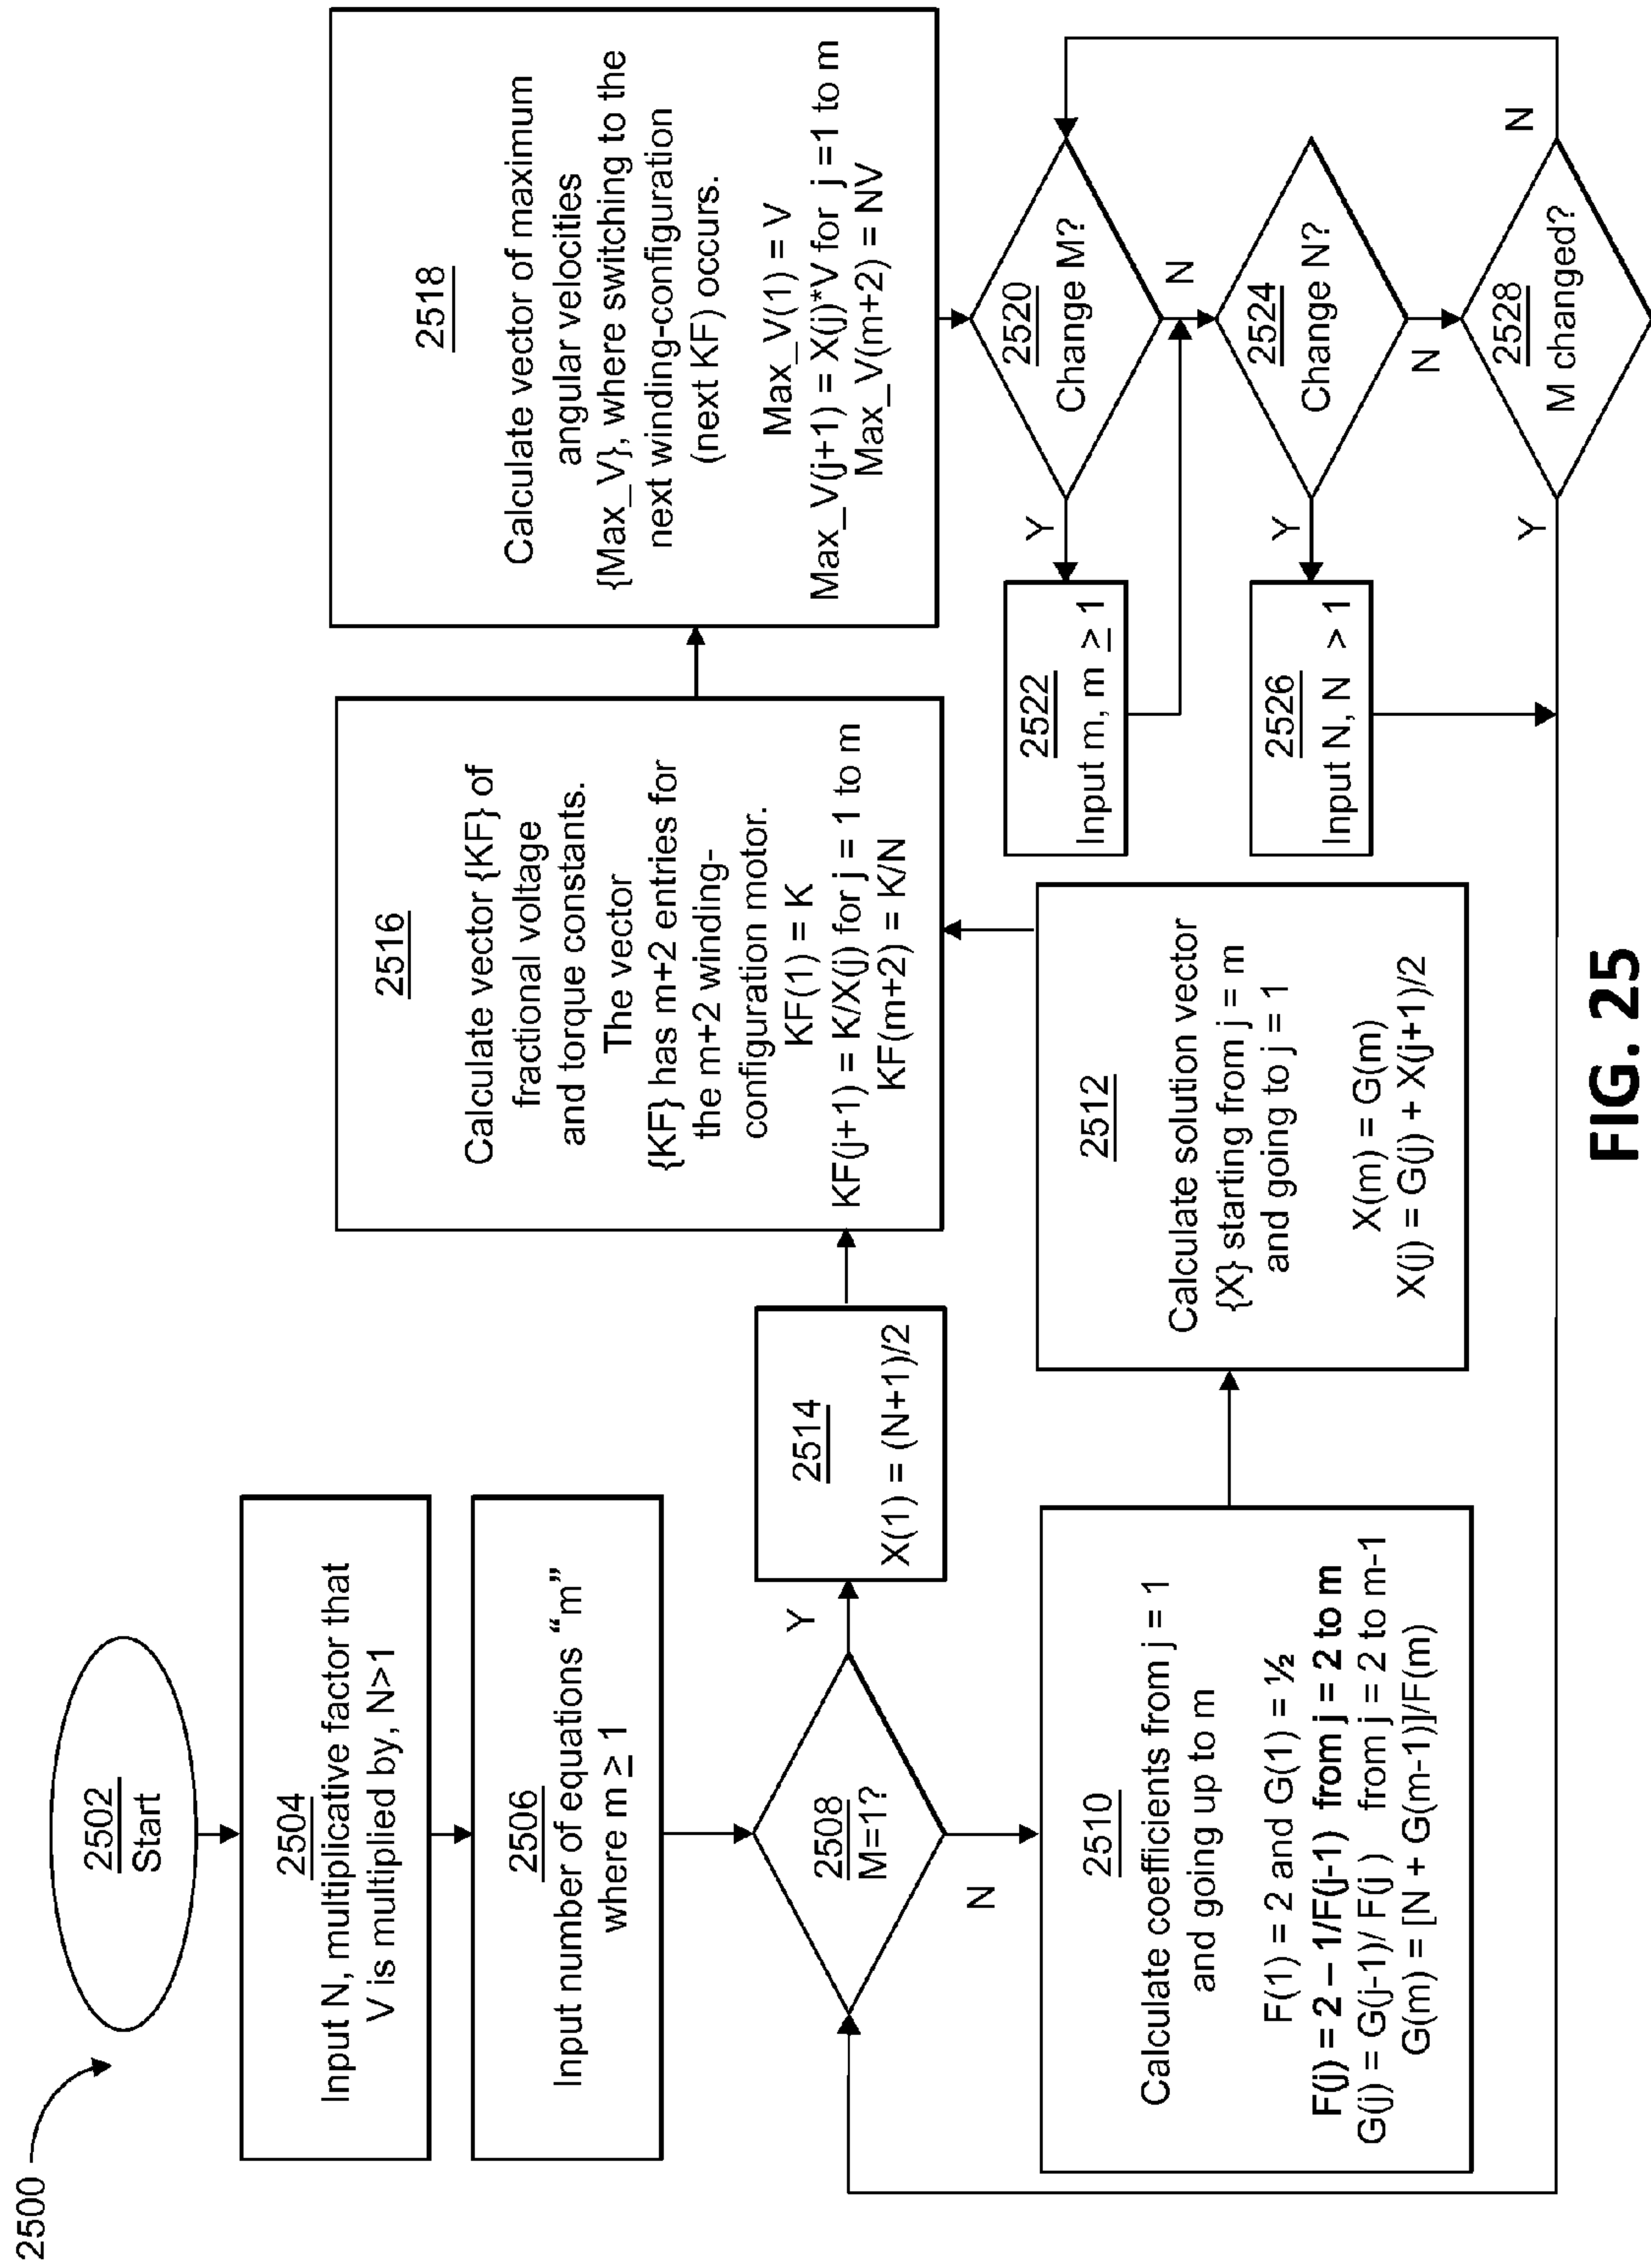 2500
2502
Start
2504
Input N, multiplicative factor that
V is multiplied by, N>1
2506
Input number of equations “m”
where m ≥ 1
2508
M=1?
Y
N
2514
X(1) = (N+1)/2
2510
Calculate coefficients from j = 1
and going up to m
F(1) = 2 and G(1) = ½
F(j) = 2 – 1/F(j-1) from j = 2 to m
G(j) = G(j-1)/ F(j ) from j = 2 to m-1
G(m) = [N + G(m-1)]/F(m)
2512
Calculate solution vector
{X} starting from j = m
and going to j = 1
X(m) = G(m)
X(j) = G(j) + X(j+1)/2
2516
Calculate vector {KF} of
fractional voltage
and torque constants.
The vector
{KF} has m+2 entries for
the m+2 winding-
configuration motor.
KF(1) = K
KF(j+1) = K/X(j) for j = 1 to m
KF(m+2) = K/N
2518
Calculate vector of maximum
angular velocities
{Max_V}, where switching to the
next winding-configuration
(next KF) occurs.
Max_V(1) = V
Max_V(j+1) = X(j)*V for j =1 to m
Max_V(m+2) = NV
2520
Change M?
Y
N
2522
Input m, m ≥ 1
2524
Change N?
Y
N
2526
Input N, N > 1
2528
M changed?
Y
N
FIG. 25